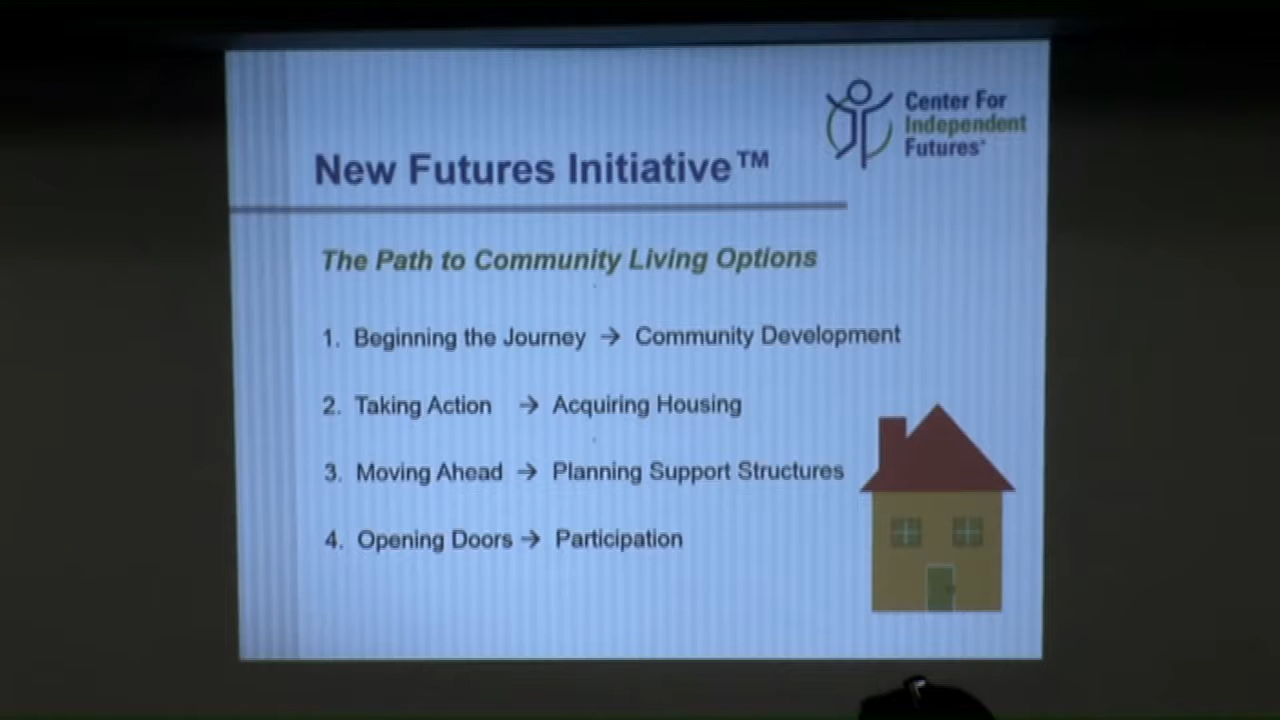 Center For
Independent
Futures®
New Futures Initiative™
The Path to Community Living Options
1. Beginning the Journey → Community Development
2. Taking Action → Acquiring Housing
3. Moving Ahead → Planning Support Structures
4. Opening Doors → Participation